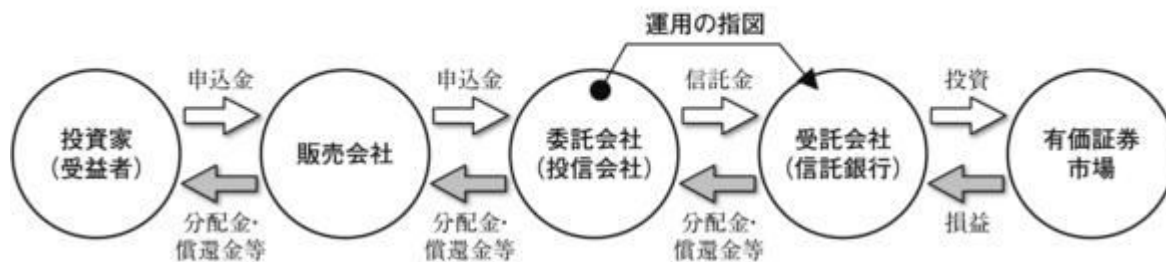 運用の指図
申込金
申込金
信託金
投資
投資家
(受益者)
販売会社
委託会社
(投信会社)
受託会社
(信託銀行)
有価証券
市場
分配金・
償還金等
分配金・
償還金等
分配金・
償還金等
損益